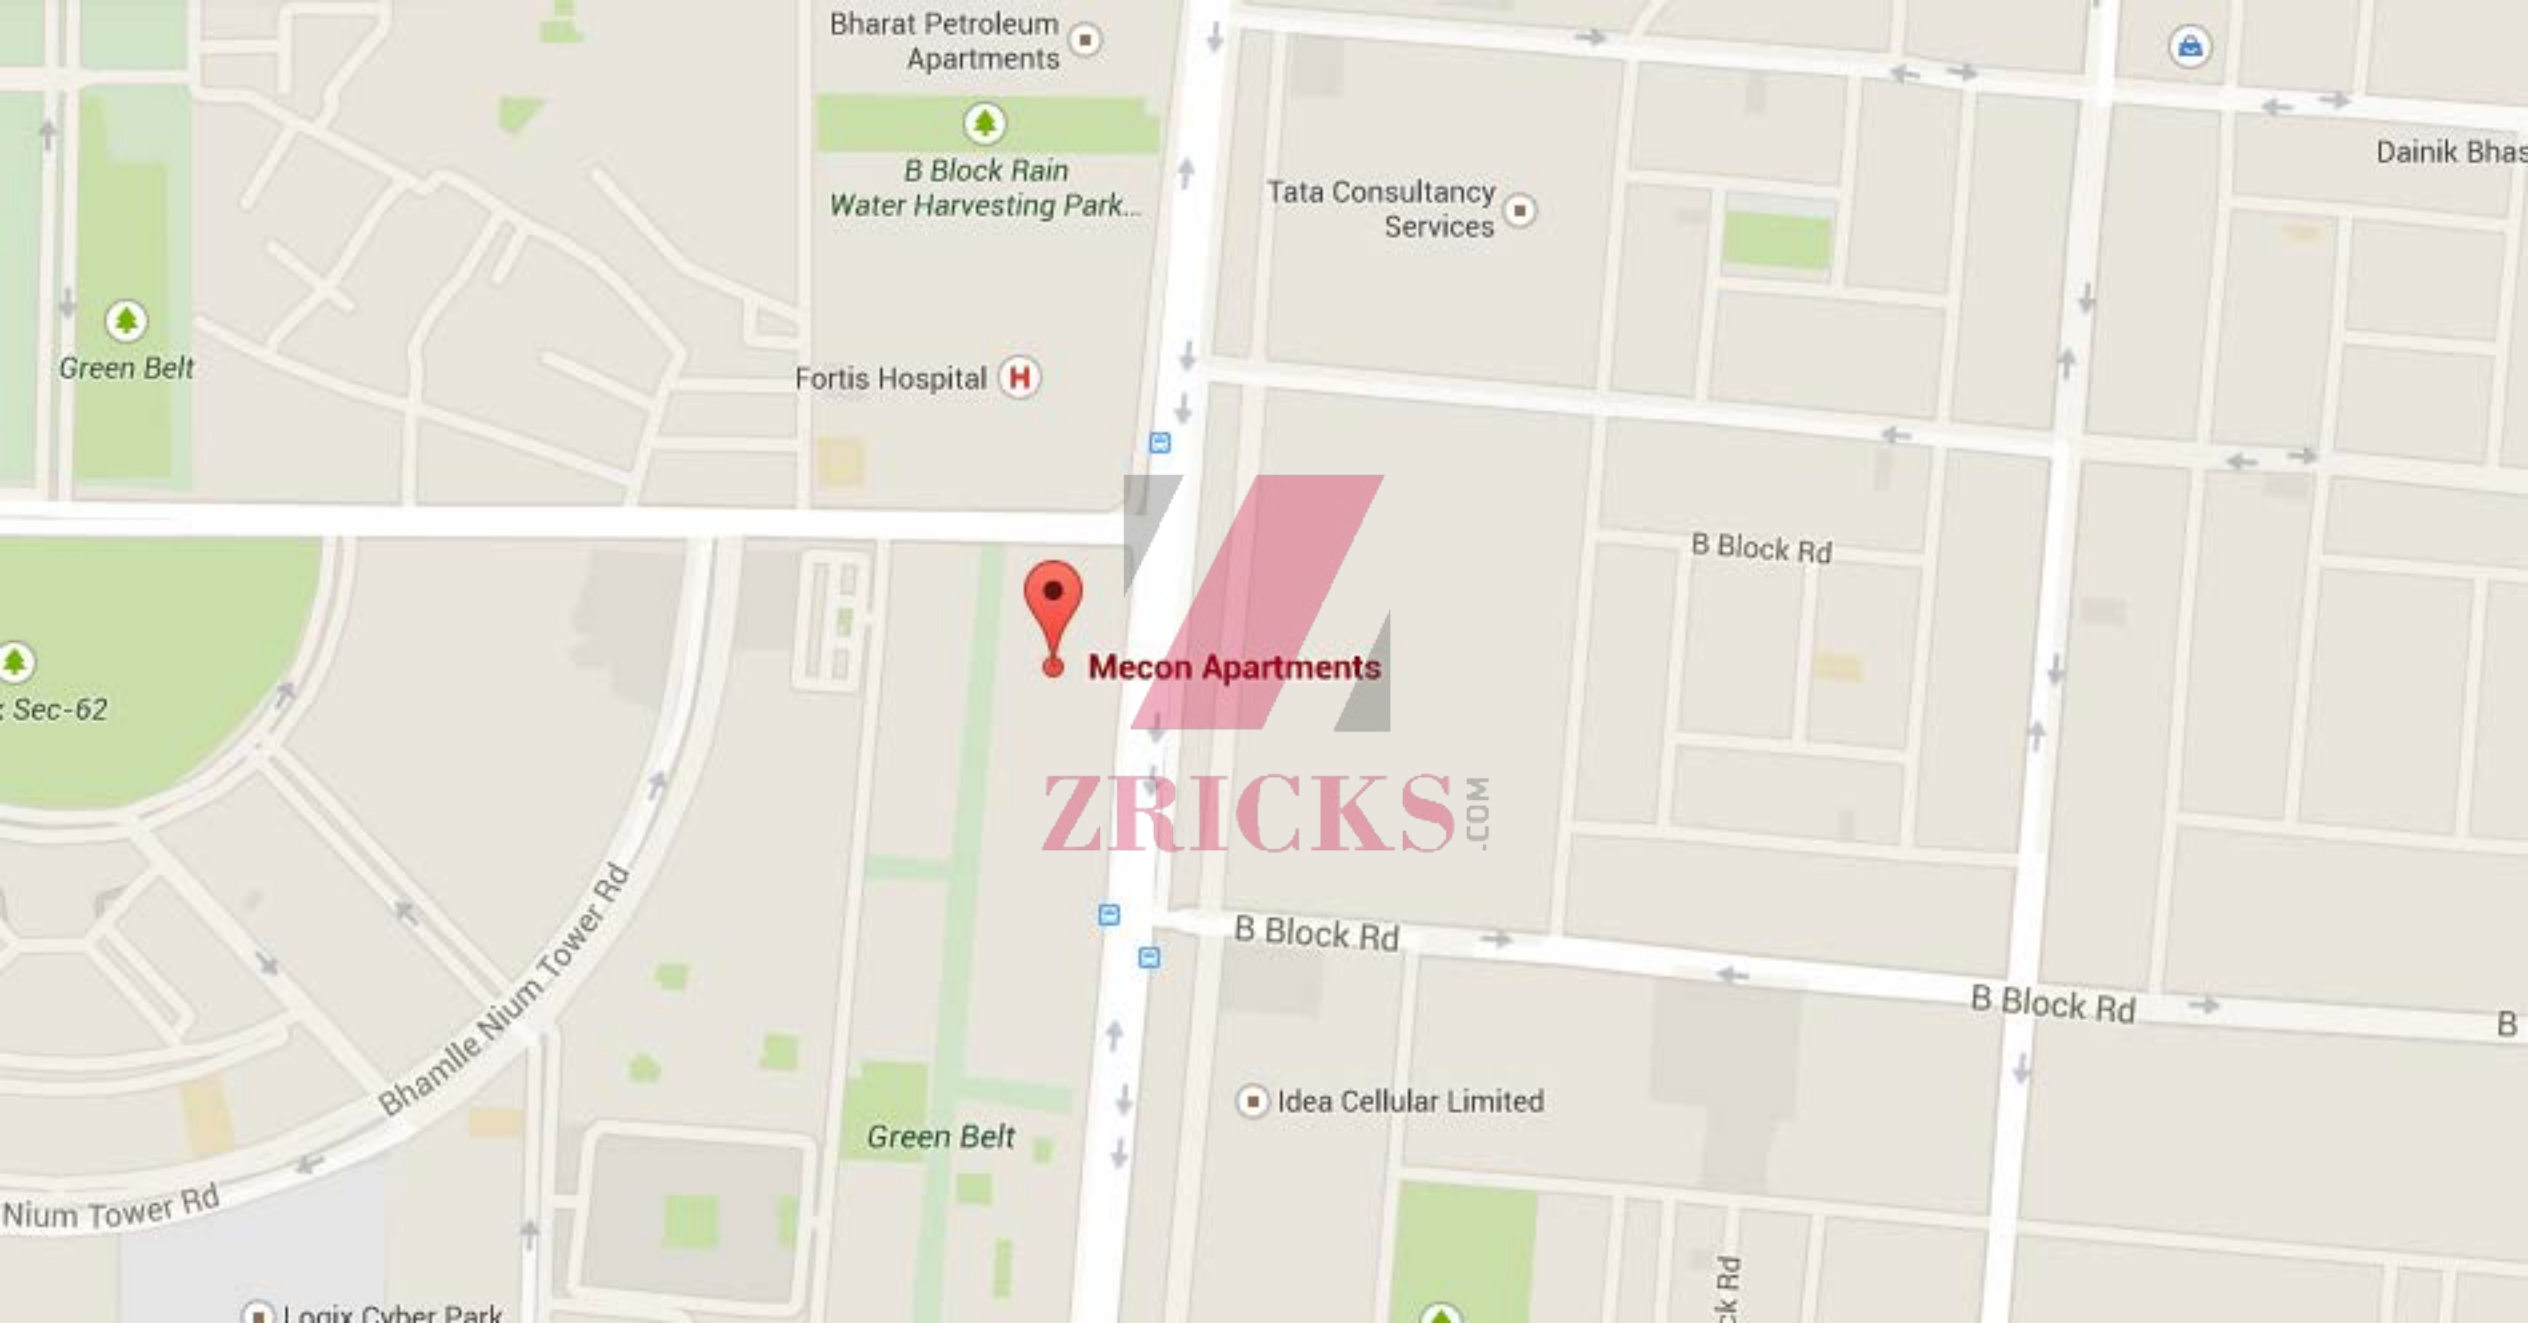 Bharat Petroleum
Apartments
B Block Rain
Water Harvesting Park...
Tata Consultancy
Services
Dainik Bhas
Green Belt
Fortis Hospital
H
B Block Rd
Mecon Apartments
: Sec-62
ZRICKS
.COM
Bhamlle Nium Tower Rd
B Block Rd
B Block Rd
B
Idea Cellular Limited
Green Belt
Nium Tower Rd
ck Rd
Logix Cyber Park